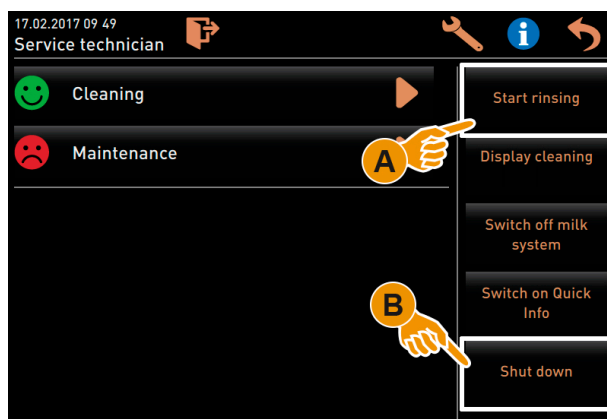 17.02.2017 09 49
Service technician
i
Cleaning
Start rinsing
Maintenance
A
Display cleaning
Switch off milk
system
Switch on Quick
Info
B
Shut down